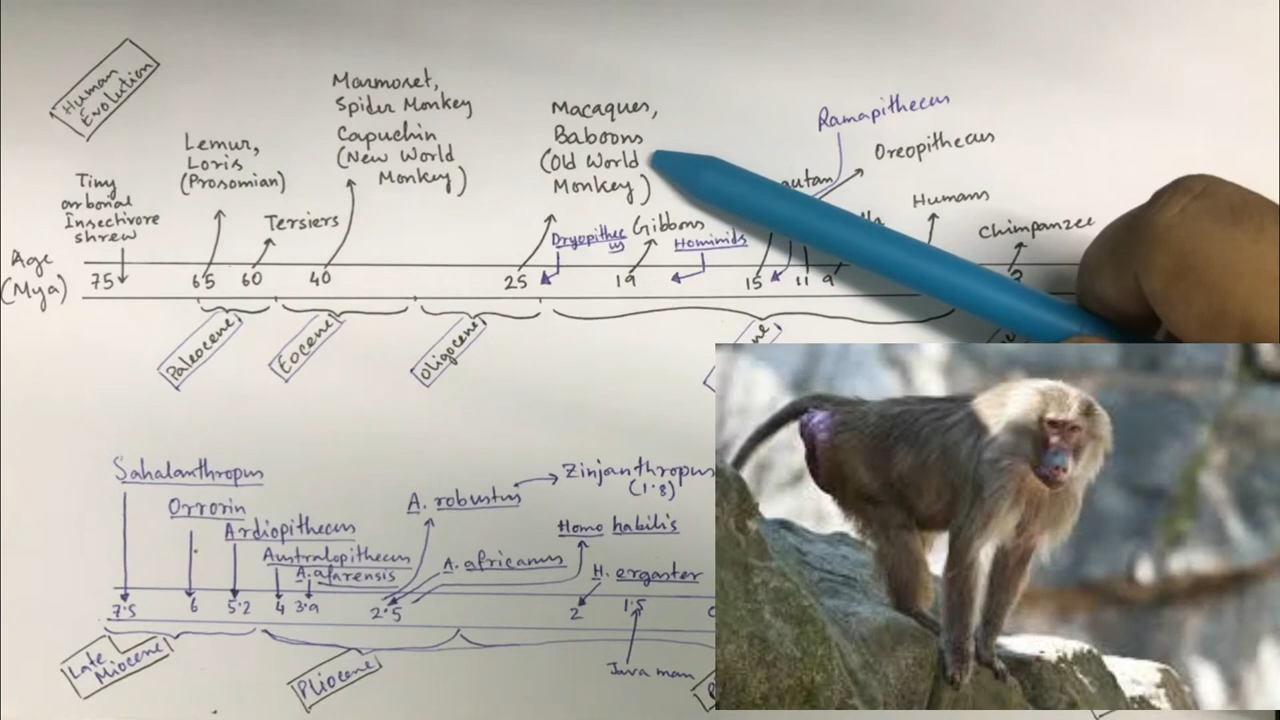 Human
Evolution
Tiny
arboreal
Insectivore
shrew
Lemur,
Loris
(Prosomian)
Tersiers
Marmoset,
Spider Monkey
Capuchin
(New World
Monkey)
Macaques,
Baboons
(Old World
Monkey)
Dryopithec
us
Gibbons
Hominids
Ramapithecus
Oreopithecus
Humans
Chimpanzee
Age
(Mya)
75 65 60 40 25 19 15 11 9
Paleocene
Eocene
Oligocene
Sahalanthropus
Orrorin
Ardiopithecus
Australopithecus
A. afarensis
A. robustus
Zinjanthropus
(1.8)
A. africanus
Homo habilis
H. ergaster
7.5 6 5.2 4 3.9 2.5 2 1.5
Late
Miocene
Pliocene
Java man